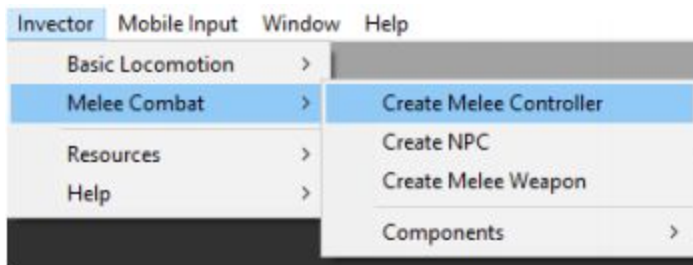 Invector Mobile Input Window Help
Basic Locomotion >
Melee Combat >
Resources >
Help >
Create Melee Controller
Create NPC
Create Melee Weapon
Components >